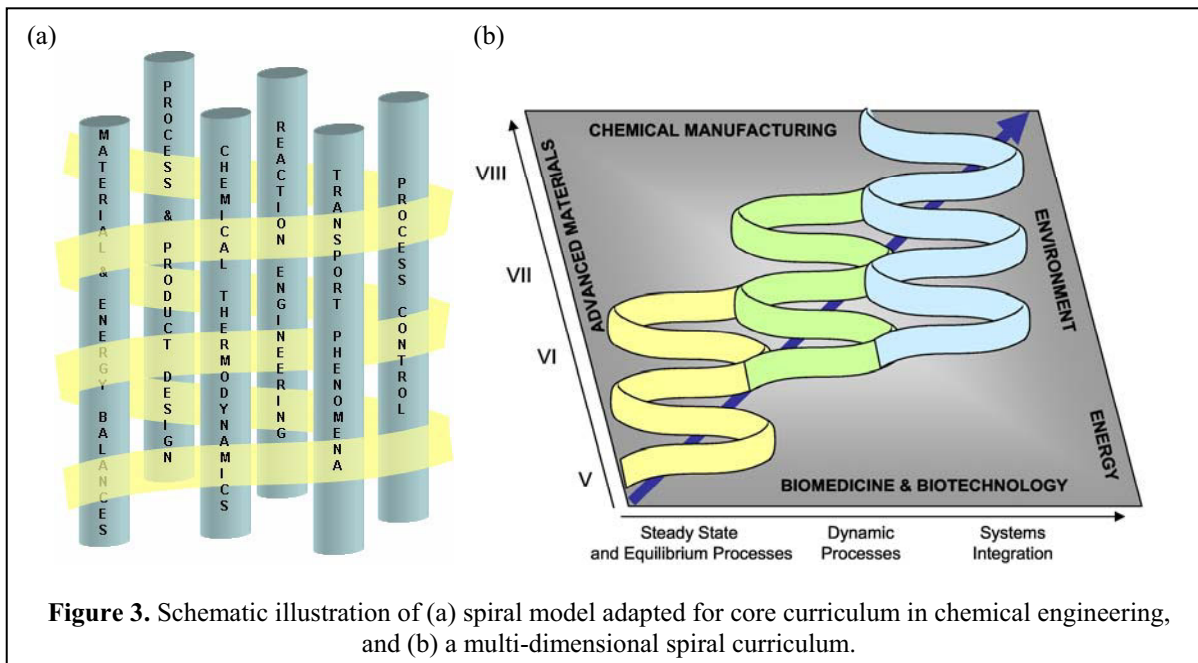 (a)
MATERIAL & ENERGY BALANCES
PROCESS & PRODUCT DESIGN
CHEMICAL THERMODYNAMICS
REACTION ENGINEERING
TRANSPORT PHENOMENA
PROCESS CONTROL
(b)
CHEMICAL MANUFACTURING
ADVANCED MATERIALS
ENVIRONMENT
ENERGY
BIOMEDICINE & BIOTECHNOLOGY
VIII
VII
VI
V
Steady State
and Equilibrium Processes
Dynamic
Processes
Systems
Integration
Figure 3. Schematic illustration of (a) spiral model adapted for core curriculum in chemical engineering,
and (b) a multi-dimensional spiral curriculum.